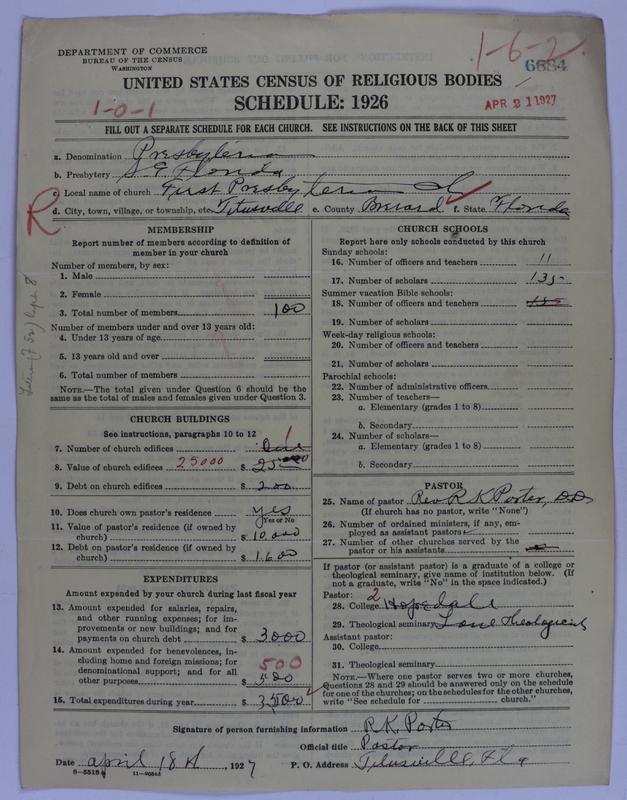 DEPARTMENT OF COMMERCE
BUREAU OF THE CENSUS
WASHINGTON
1-6-2
6684
UNITED STATES CENSUS OF RELIGIOUS BODIES
SCHEDULE: 1926
1-0-1
APR 21 1927
FILL OUT A SEPARATE SCHEDULE FOR EACH CHURCH. SEE INSTRUCTIONS ON THE BACK OF THIS SHEET
a. Denomination Presbyterian
b. Presbytery S E Florida
c. Local name of church First Presbyterian
R
d. City, town, village, or township, etc. Titusville e. County Brevard f. State Florida
MEMBERSHIP
Report number of members according to definition of
member in your church
Number of members, by sex:
1. Male
2. Female
3. Total number of members 100
Number of members under and over 13 years old:
4. Under 13 years of age
5. 13 years old and over
6. Total number of members
NOTE.—The total given under Question 6 should be the
same as the total of males and females given under Question 3.
CHURCH BUILDINGS
See instructions, paragraphs 10 to 12
1
7. Number of church edifices One
8. Value of church edifices 25000 $
9. Debt on church edifices $ 200
10. Does church own pastor's residence yes
Yes or No
11. Value of pastor's residence (if owned by
church) $ 10,000
12. Debt on pastor's residence (if owned by
church) $ 1600
EXPENDITURES
Amount expended by your church during last fiscal year
13. Amount expended for salaries, repairs,
and other running expenses; for im-
provements or new buildings; and for
payments on church debt $ 3000
14. Amount expended for benevolences, in-
cluding home and foreign missions; for
denominational support; and for all
500
other purposes $ 500
15. Total expenditures during year $ 3500
CHURCH SCHOOLS
Report here only schools conducted by this church
Sunday schools:
16. Number of officers and teachers 11
17. Number of scholars 135
Summer vacation Bible schools:
18. Number of officers and teachers
19. Number of scholars
Week-day religious schools:
20. Number of officers and teachers
21. Number of scholars
Parochial schools:
22. Number of administrative officers
23. Number of teachers—
a. Elementary (grades 1 to 8)
b. Secondary
24. Number of scholars—
a. Elementary (grades 1 to 8)
b. Secondary
PASTOR
25. Name of pastor Rev. R K Porter, D.D.
(If church has no pastor, write "None")
26. Number of ordained ministers, if any, em-
ployed as assistant pastors
27. Number of other churches served by the
pastor or his assistants
If pastor (or assistant pastor) is a graduate of a college or
theological seminary, give name of institution below. (If
not a graduate, write "No" in the space indicated.)
Pastor: 2
28. College
29. Theological seminary Lane Theological
Assistant pastor:
30. College
31. Theological seminary
NOTE.—Where one pastor serves two or more churches,
Questions 28 and 29 should be answered only on the schedule
for one of the churches; on the schedules for the other churches,
write "See schedule for church."
Signature of person furnishing information R K Porter
Official title Pastor
Date April 18th, 1927 P. O. Address Titusville, Fla
8—5518 11—9084